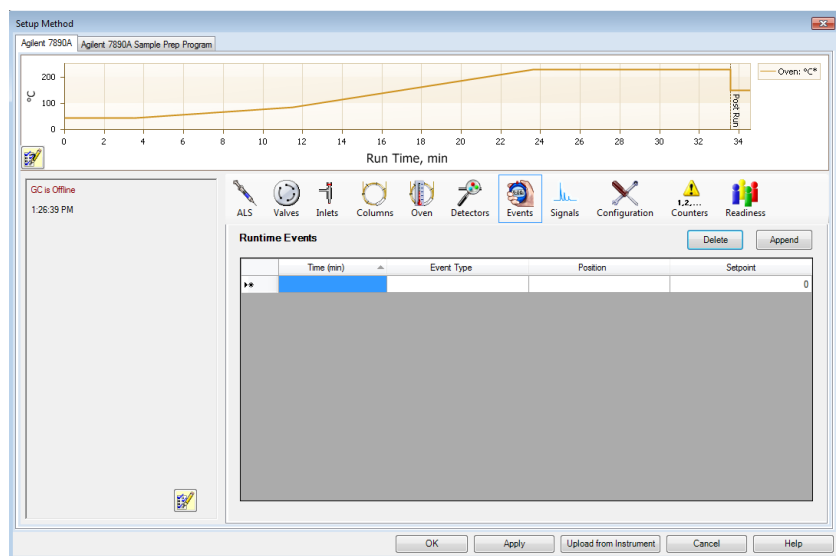 Setup Method
Agilent 7890A Agilent 7890A Sample Prep Program
200
100
0
°C
0 2 4 6 8 10 12 14 16 18 20 22 24 26 28 30 32 34
Run Time, min
Post Run
Oven: °C*
GC is Offline
1:26:39 PM
1,2,...
ALS Valves Inlets Columns Oven Detectors Events Signals Configuration Counters Readiness
Runtime Events Delete Append
Time (min) Event Type Position Setpoint
0
OK Apply Upload from Instrument Cancel Help